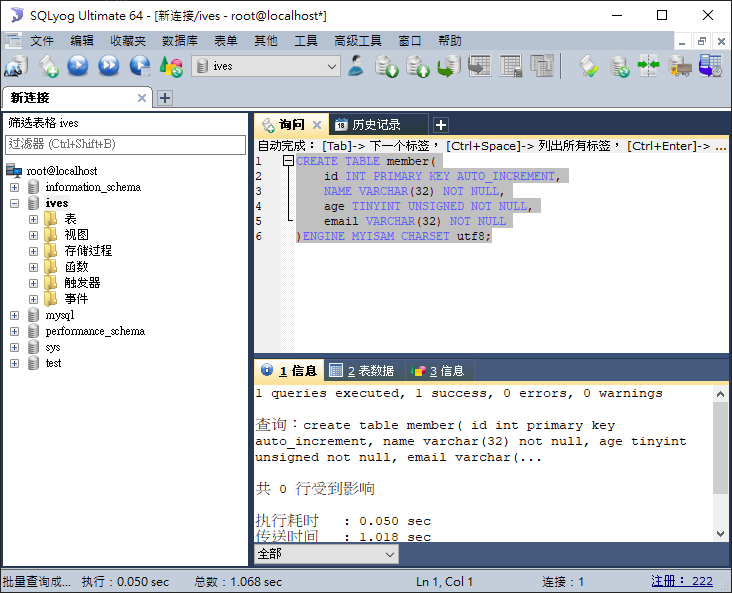 SQLyog Ultimate 64 - [新连接/ives - root@localhost*]
文件 编辑 收藏夹 数据库 表单 其他 工具 高级工具 窗口 帮助
ives
新连接
筛选表格 ives
过滤器 (Ctrl+Shift+B)
root@localhost
information_schema
ives
表
视图
存储过程
函数
触发器
事件
mysql
performance_schema
sys
test
询问 18 历史记录
自动完成： [Tab]-> 下一个标签， [Ctrl+Space]-> 列出所有标签， [Ctrl+Enter]-> ...
1 CREATE TABLE member(
2 id INT PRIMARY KEY AUTO_INCREMENT,
3 NAME VARCHAR(32) NOT NULL,
4 age TINYINT UNSIGNED NOT NULL,
5 email VARCHAR(32) NOT NULL
6 )ENGINE MYISAM CHARSET utf8;
1 信息 2 表数据 3 信息
1 queries executed, 1 success, 0 errors, 0 warnings
查询：create table member( id int primary key
auto_increment, name varchar(32) not null, age tinyint
unsigned not null, email varchar(...
共 0 行受到影响
执行耗时 : 0.050 sec
传送时间 : 1.018 sec
全部
批量查询成... 执行：0.050 sec 总数：1.068 sec Ln 1, Col 1 连接：1 注册： 222